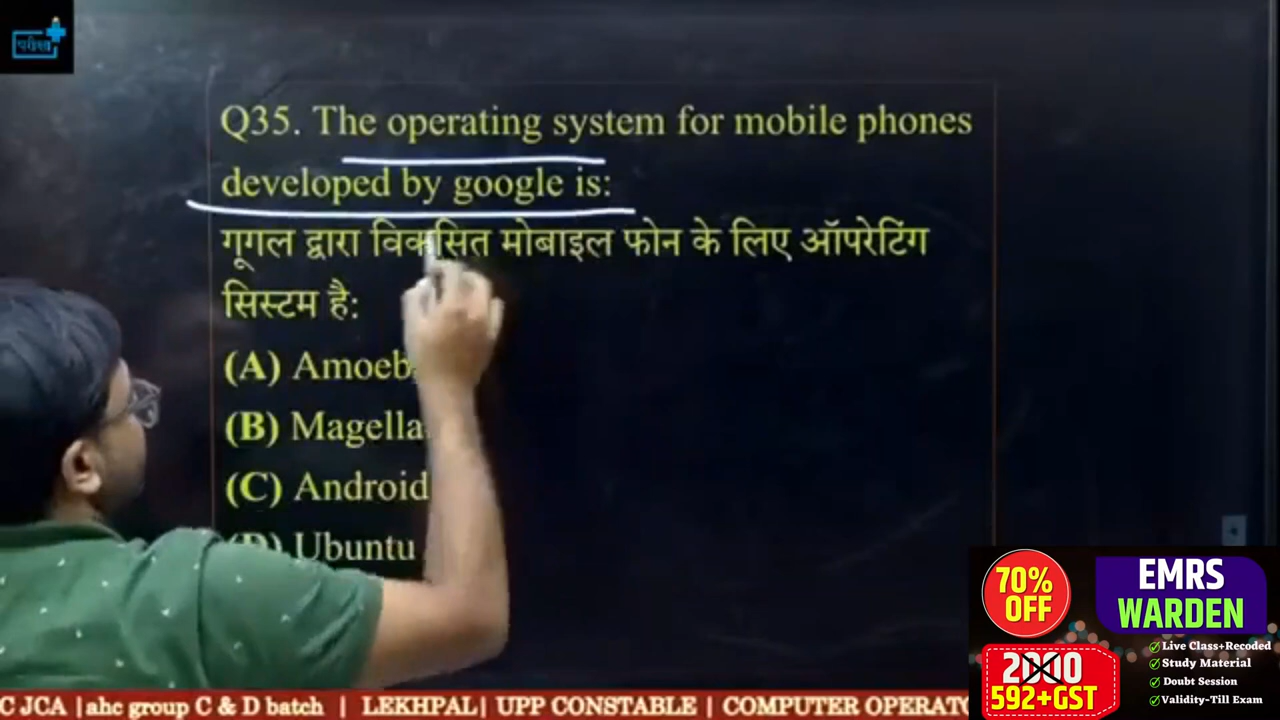 परीक्षा
Q35. The operating system for mobile phones
developed by google is:
गूगल द्वारा विकसित मोबाइल फोन के लिए ऑपरेटिंग
सिस्टम है:
(A) Amoeb
(B) Magella
(C) Android
(D) Ubuntu
70%
OFF
EMRS
WARDEN
2000
592+GST
Live Class+Recoded
Study Material
Doubt Session
Validity-Till Exam
C JCA |ahc group C & D batch LEKHPAL| UPP CONSTABLE | COMPUTER OPERATO